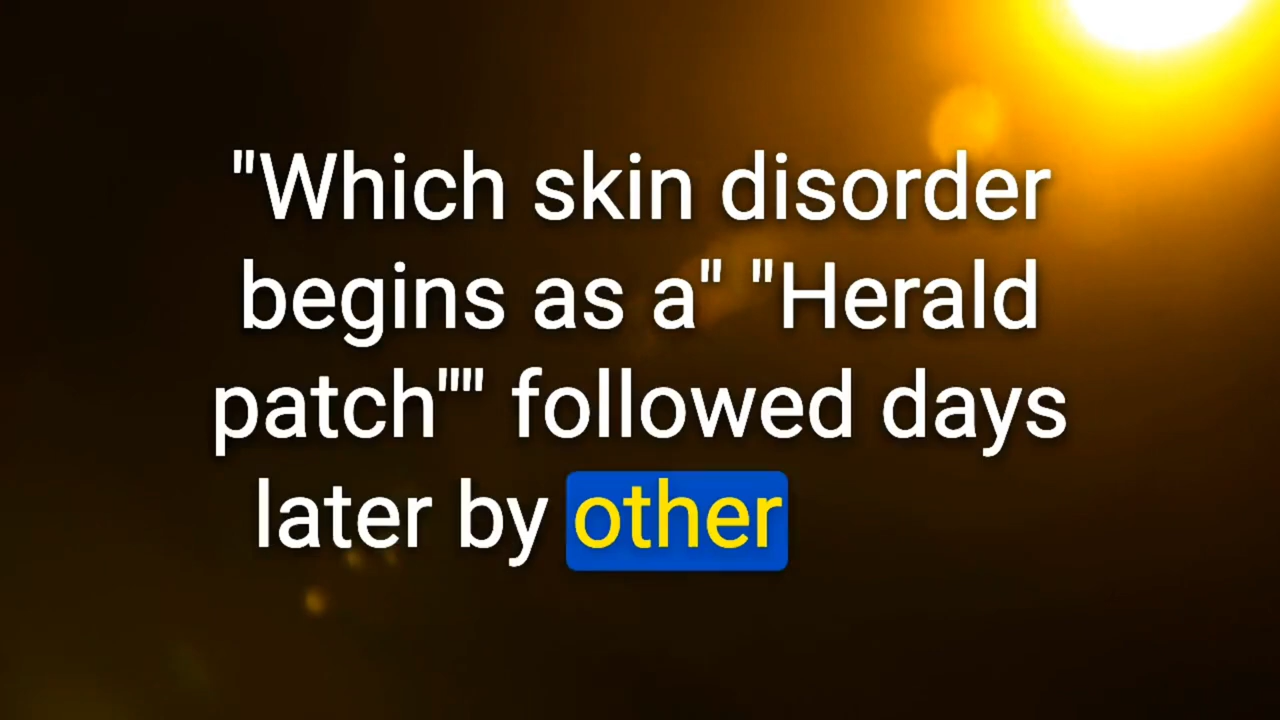 "Which skin disorder
begins as a" "Herald
patch"" followed days
later by other